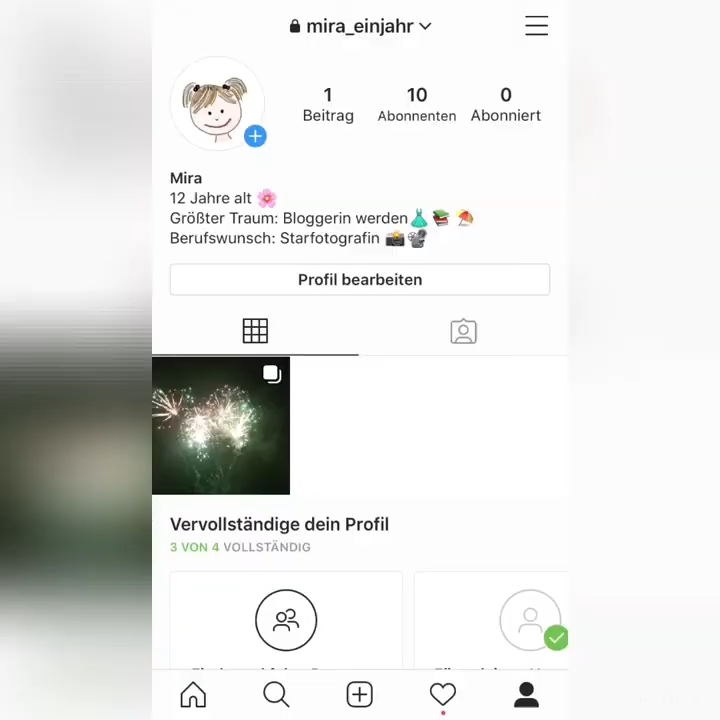 mira_einjahr
1 10 0
Beitrag Abonnenten Abonniert
Mira
12 Jahre alt 🌸
Größter Traum: Bloggerin werden👗📚⛱️
Berufswunsch: Starfotografin 📸📽️
Profil bearbeiten
Vervollständige dein Profil
3 VON 4 VOLLSTÄNDIG